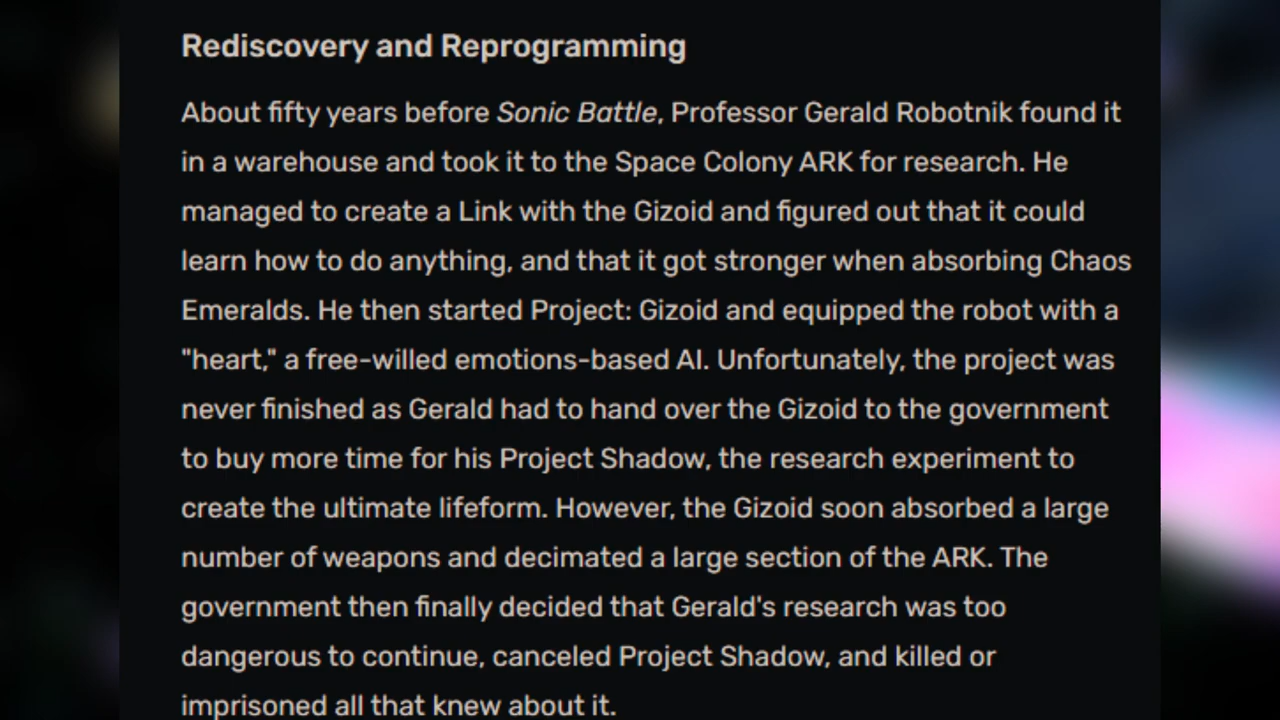 Rediscovery and Reprogramming
About fifty years before Sonic Battle, Professor Gerald Robotnik found it
in a warehouse and took it to the Space Colony ARK for research. He
managed to create a Link with the Gizoid and figured out that it could
learn how to do anything, and that it got stronger when absorbing Chaos
Emeralds. He then started Project: Gizoid and equipped the robot with a
"heart," a free-willed emotions-based AI. Unfortunately, the project was
never finished as Gerald had to hand over the Gizoid to the government
to buy more time for his Project Shadow, the research experiment to
create the ultimate lifeform. However, the Gizoid soon absorbed a large
number of weapons and decimated a large section of the ARK. The
government then finally decided that Gerald's research was too
dangerous to continue, canceled Project Shadow, and killed or
imprisoned all that knew about it.